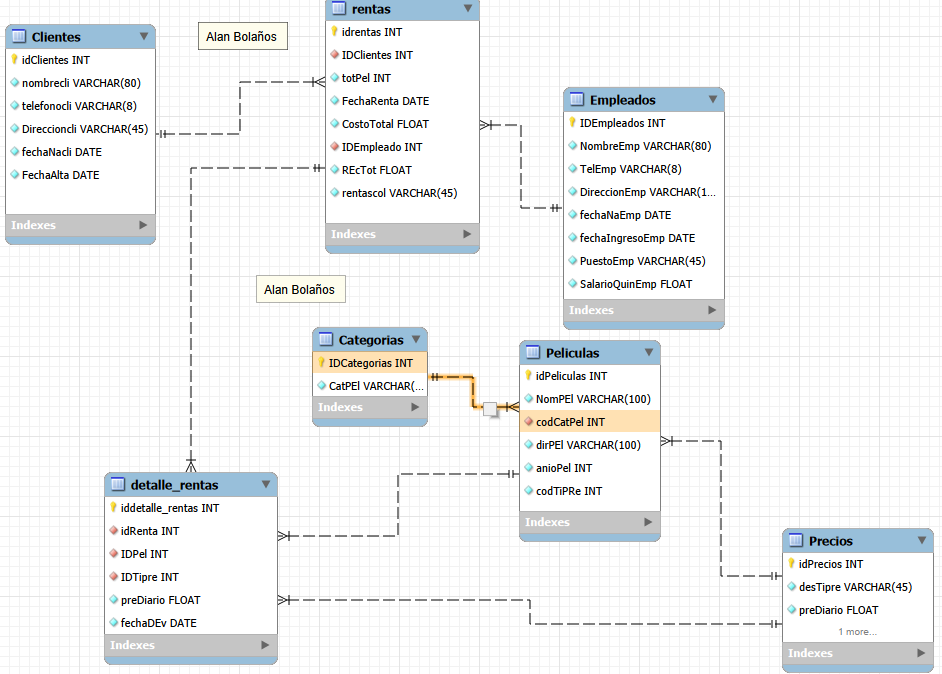 Clientes
idClientes INT
nombrecli VARCHAR(80)
telefonocli VARCHAR(8)
Direccioncli VARCHAR(45)
fechaNacli DATE
FechaAlta DATE
Indexes
Alan Bolaños
rentas
idrentas INT
IDClientes INT
totPel INT
FechaRenta DATE
CostoTotal FLOAT
IDEmpleado INT
REcTot FLOAT
rentascol VARCHAR(45)
Indexes
Empleados
IDEmpleados INT
NombreEmp VARCHAR(80)
TelEmp VARCHAR(8)
DireccionEmp VARCHAR(1...
fechaNaEmp DATE
fechaIngresoEmp DATE
PuestoEmp VARCHAR(45)
SalarioQuinEmp FLOAT
Indexes
Alan Bolaños
Categorias
IDCategorias INT
CatPEl VARCHAR(...
Indexes
Peliculas
idPeliculas INT
NomPEl VARCHAR(100)
codCatPel INT
dirPEl VARCHAR(100)
anioPel INT
codTiPRe INT
Indexes
detalle_rentas
iddetalle_rentas INT
idRenta INT
IDPel INT
IDTipre INT
preDiario FLOAT
fechaDEv DATE
Indexes
Precios
idPrecios INT
desTipre VARCHAR(45)
preDiario FLOAT
1 more...
Indexes